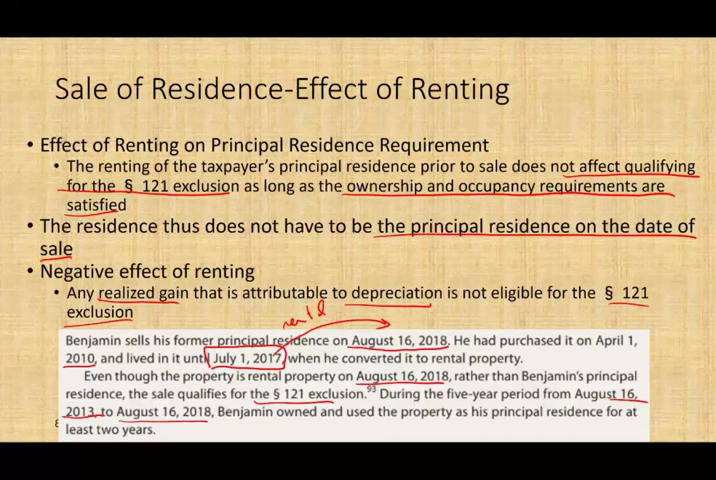 Sale of Residence-Effect of Renting
• Effect of Renting on Principal Residence Requirement
• The renting of the taxpayer's principal residence prior to sale does not affect qualifying
for the § 121 exclusion as long as the ownership and occupancy requirements are
satisfied
• The residence thus does not have to be the principal residence on the date of
sale
• Negative effect of renting
• Any realized gain that is attributable to depreciation is not eligible for the § 121
exclusion
Benjamin sells his former principal residence on August 16, 2018. He had purchased it on April 1,
2010, and lived in it until July 1, 2017, when he converted it to rental property.
Even though the property is rental property on August 16, 2018, rather than Benjamin's principal
residence, the sale qualifies for the § 121 exclusion.93 During the five-year period from August 16,
2013, to August 16, 2018, Benjamin owned and used the property as his principal residence for at
least two years.